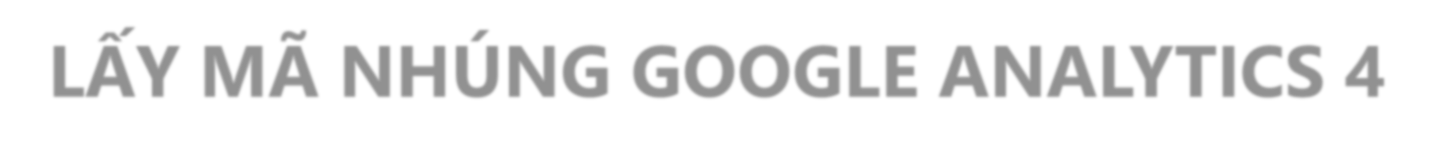 LẤY MÃ NHÚNG GOOGLE ANALYTICS 4